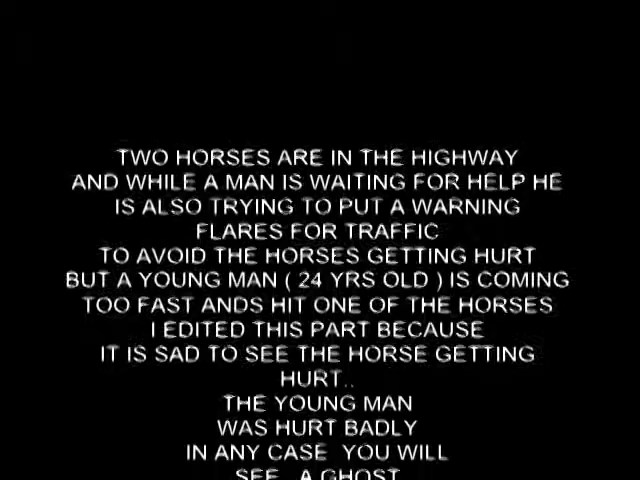 TWO HORSES ARE IN THE HIGHWAY
AND WHILE A MAN IS WAITING FOR HELP HE
IS ALSO TRYING TO PUT A WARNING
FLARES FOR TRAFFIC
TO AVOID THE HORSES GETTING HURT
BUT A YOUNG MAN ( 24 YRS OLD ) IS COMING
TOO FAST ANDS HIT ONE OF THE HORSES
I EDITED THIS PART BECAUSE
IT IS SAD TO SEE THE HORSE GETTING
HURT..
THE YOUNG MAN
WAS HURT BADLY
IN ANY CASE YOU WILL
SEE A GHOST